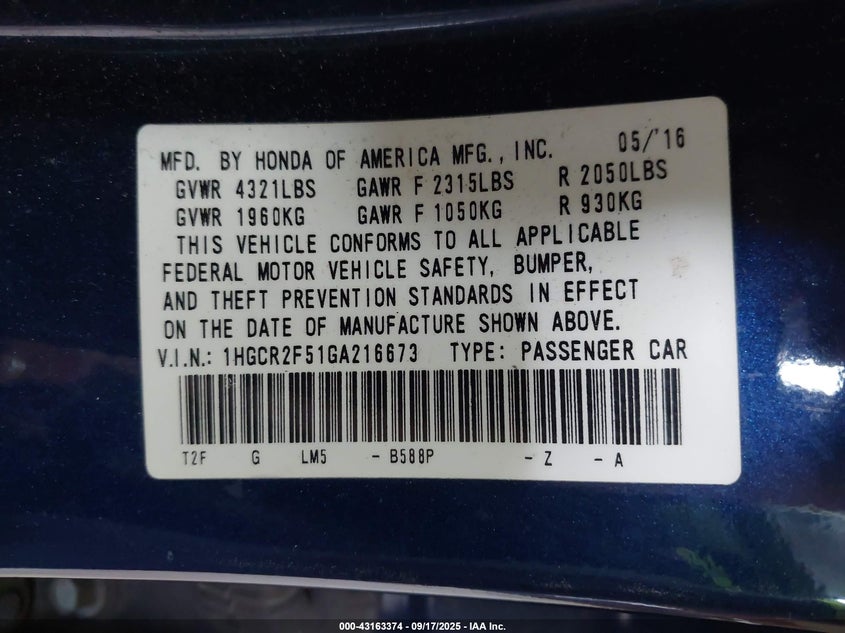 MFD. BY HONDA OF AMERICA MFG., INC. 05/'16
GVWR 4321LBS GAWR F 2315LBS R 2050LBS
GVWR 1960KG GAWR F 1050KG R 930KG
THIS VEHICLE CONFORMS TO ALL APPLICABLE
FEDERAL MOTOR VEHICLE SAFETY, BUMPER,
AND THEFT PREVENTION STANDARDS IN EFFECT
ON THE DATE OF MANUFACTURE SHOWN ABOVE.
V.I.N.: 1HGCR2F51GA216673 TYPE: PASSENGER CAR
T2F G LM5 - B588P - Z - A
000-43163374 - 09/17/2025 - IAA Inc.